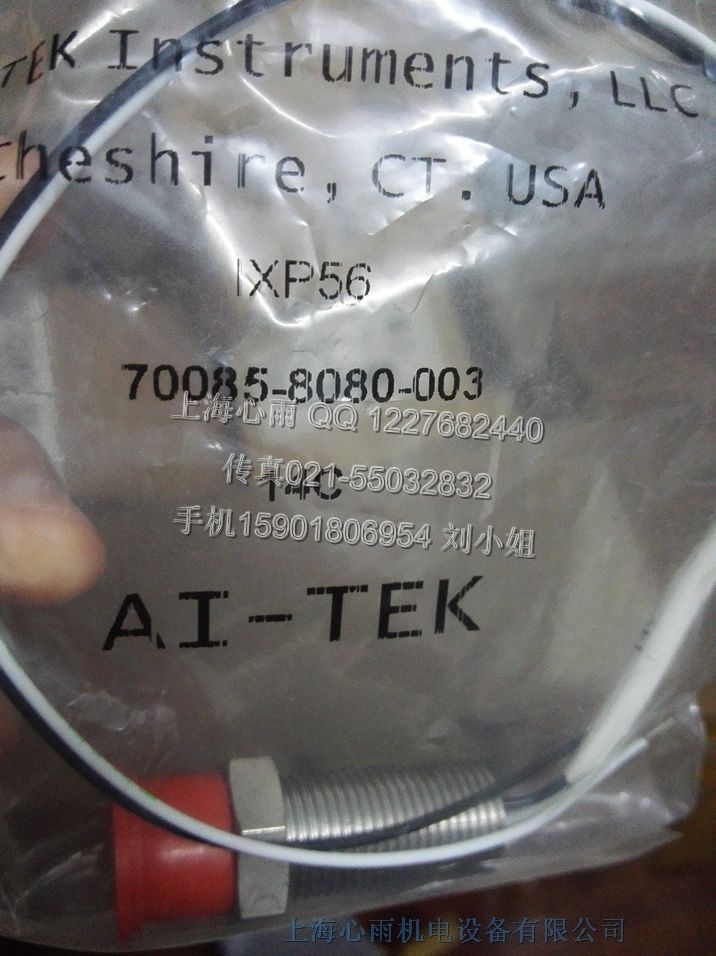 TEK Instruments, LLC
Cheshire, CT. USA
IXP56
70085-8080-003
上海心雨 QQ 1227682440
传真021-55032832
14C
手机15901806954 刘小姐
AI-TEK
上海心雨机电设备有限公司